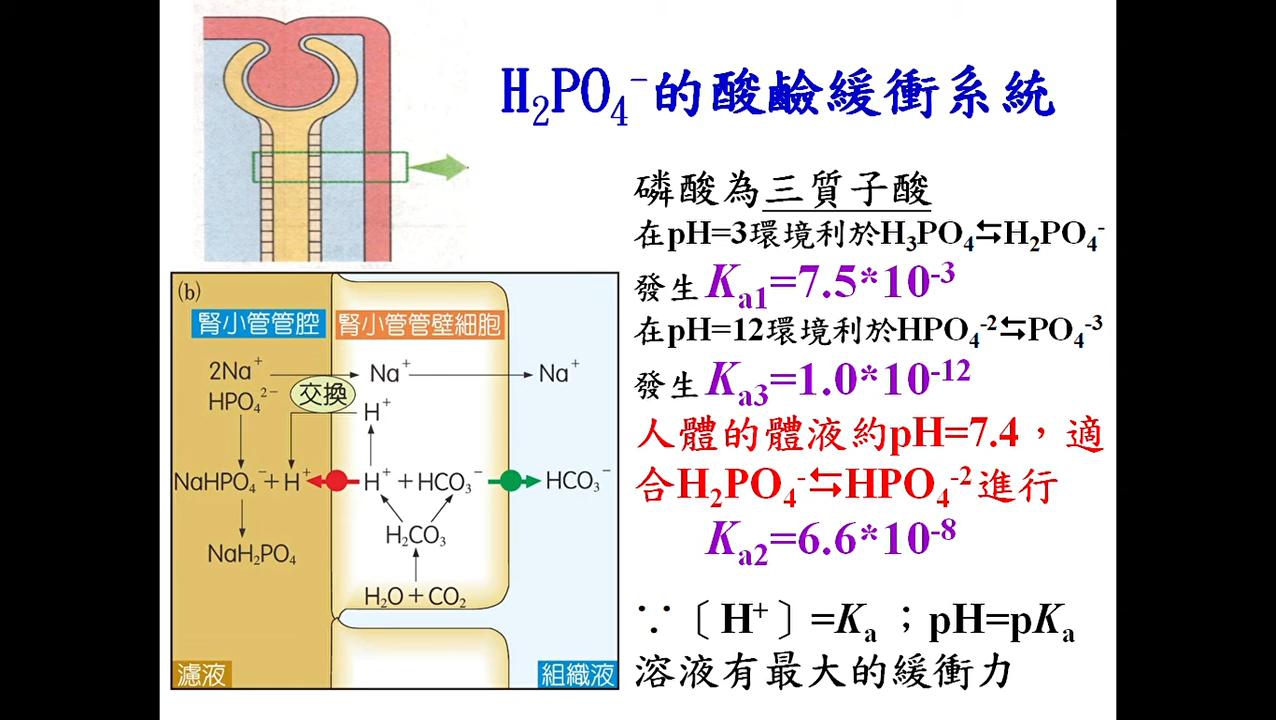 H₂PO₄⁻的酸鹼緩衝系統
磷酸為三質子酸
在pH=3環境利於H₃PO₄⇆H₂PO₄⁻
發生 Kₐ₁=7.5*10⁻³
在pH=12環境利於HPO₄⁻²⇆PO₄⁻³
發生 Kₐ₃=1.0*10⁻¹²
人體的體液約pH=7.4，適
合H₂PO₄⁻⇆HPO₄⁻²進行
Kₐ₂=6.6*10⁻⁸
∵〔H⁺〕=Kₐ；pH=pKₐ
溶液有最大的緩衝力
(b)
腎小管管腔 腎小管管壁細胞
2Na⁺ Na⁺ Na⁺
交換
HPO₄²⁻ H⁺
NaHPO₄⁻+H⁺ H⁺+HCO₃⁻ HCO₃⁻
H₂CO₃
NaH₂PO₄
H₂O+CO₂
濾液 組織液